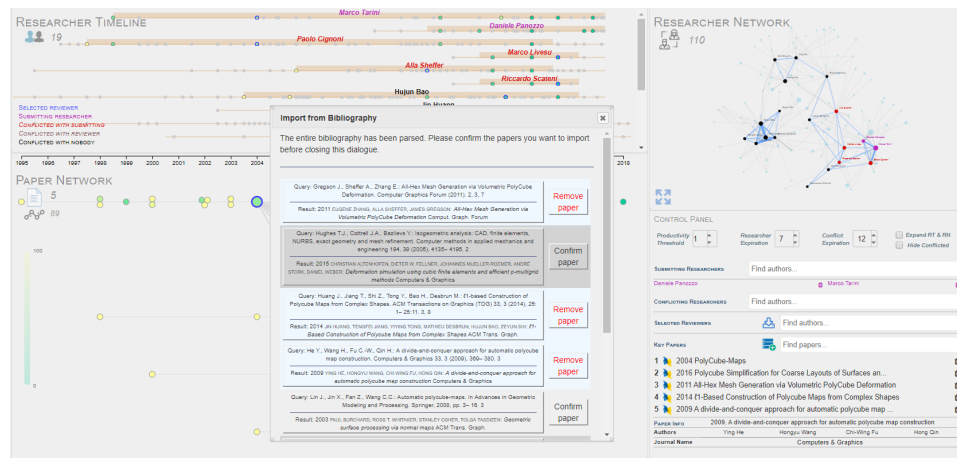 RESEARCHER TIMELINE
19
Marco Tarini
Daniele Panozzo
Paolo Cignoni
Marco Livesu
Alla Sheffer
Riccardo Scateni
Hujun Bao
Jin Huang
SELECTED REVIEWER
SUBMITTING RESEARCHER
CONFLICTED WITH SUBMITTING
CONFLICTED WITH REVIEWER
CONFLICTED WITH NOBODY
1995 1996 1997 1998 1999 2000 2001 2002 2003 2004 2018
PAPER NETWORK
5
89
100
0
Import from Bibliography
The entire bibliography has been parsed. Please confirm the papers you want to import
before closing this dialogue.
Query: Gregson J., Sheffer A., Zhang E.: All-Hex Mesh Generation via Volumetric PolyCube
Deformation. Computer Graphics Forum (2011). 2, 3, 7
Result: 2011 EUGENE ZHANG, ALLA SHEFFER, JAMES GREGSON: All-Hex Mesh Generation via
Volumetric PolyCube Deformation Comput. Graph. Forum
Remove
paper
Query: Hughes T.J., Cottrell J.A., Bazilevs Y.: Isogeometric analysis: CAD, finite elements,
NURBS, exact geometry and mesh refinement. Computer methods in applied mechanics and
engineering 194, 39 (2005), 4135– 4195. 2
Result: 2015 CHRISTIAN ALTENHOFEN, DIETER W. FELLNER, JOHANNES MUELLER-ROEMER, ANDRÉ
STORK, DANIEL WEBER: Deformation simulation using cubic finite elements and efficient p-multigrid
methods Computers & Graphics
Confirm
paper
Query: Huang J., Jiang T., Shi Z., Tong Y., Bao H., Desbrun M.: ℓ1-based Construction of
Polycube Maps from Complex Shapes. ACM Transactions on Graphics (TOG) 33, 3 (2014), 25:
1– 25:11. 3, 8
Result: 2014 JIN HUANG, TENGFEI JIANG, YIYING TONG, MATHIEU DESBRUN, HUJUN BAO, ZEYUN SHI: ℓ1-
Based Construction of Polycube Maps from Complex Shapes ACM Trans. Graph.
Remove
paper
Query: He Y., Wang H., Fu C.-W., Qin H.: A divide-and-conquer approach for automatic polycube
map construction. Computers & Graphics 33, 3 (2009), 369– 380. 3
Result: 2009 YING HE, HONGYU WANG, CHI-WING FU, HONG QIN: A divide-and-conquer approach for
automatic polycube map construction Computers & Graphics
Remove
paper
Query: Lin J., Jin X., Fan Z., Wang C.C.: Automatic polycube-maps. In Advances in Geometric
Modeling and Processing. Springer, 2008, pp. 3– 16. 3
Result: 2003 PAUL BURCHARD, ROSS T. WHITAKER, STANLEY OSHER, TOLGA TASDIZEN: Geometric
surface processing via normal maps ACM Trans. Graph.
Confirm
paper
RESEARCHER NETWORK
110
CONTROL PANEL
Productivity
Threshold 1
Researcher
Expiration 7
Conflict
Expiration 12
Expand RT & RN
Hide Conflicted
SUBMITTING RESEARCHERS Find authors...
Daniele Panozzo Marco Tarini
CONFLICTING RESEARCHERS Find authors...
SELECTED REVIEWERS Find authors...
KEY PAPERS Find papers...
1 2004 PolyCube-Maps
2 2016 Polycube Simplification for Coarse Layouts of Surfaces an...
3 2011 All-Hex Mesh Generation via Volumetric PolyCube Deformation
4 2014 ℓ1-Based Construction of Polycube Maps from Complex Shapes
5 2009 A divide-and-conquer approach for automatic polycube map ...
PAPER INFO 2009, A divide-and-conquer approach for automatic polycube map construction
Authors Ying He Hongyu Wang Chi-Wing Fu Hong Qin
Journal Name Computers & Graphics